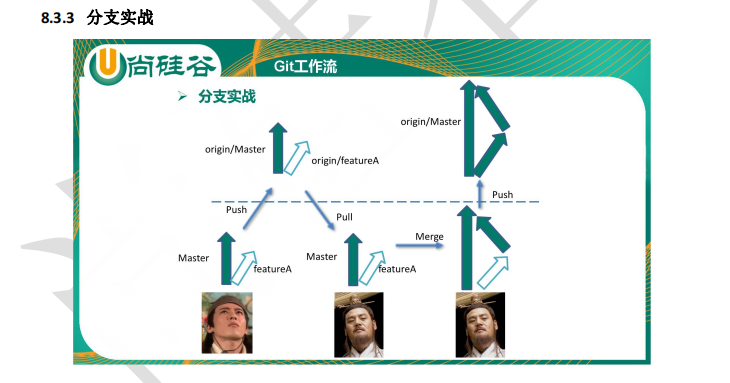 8.3.3 分支实战
尚硅谷
Git工作流
分支实战
origin/Master
origin/Master
origin/featureA
Push
Pull
Push
Master
featureA
Master
featureA
Merge